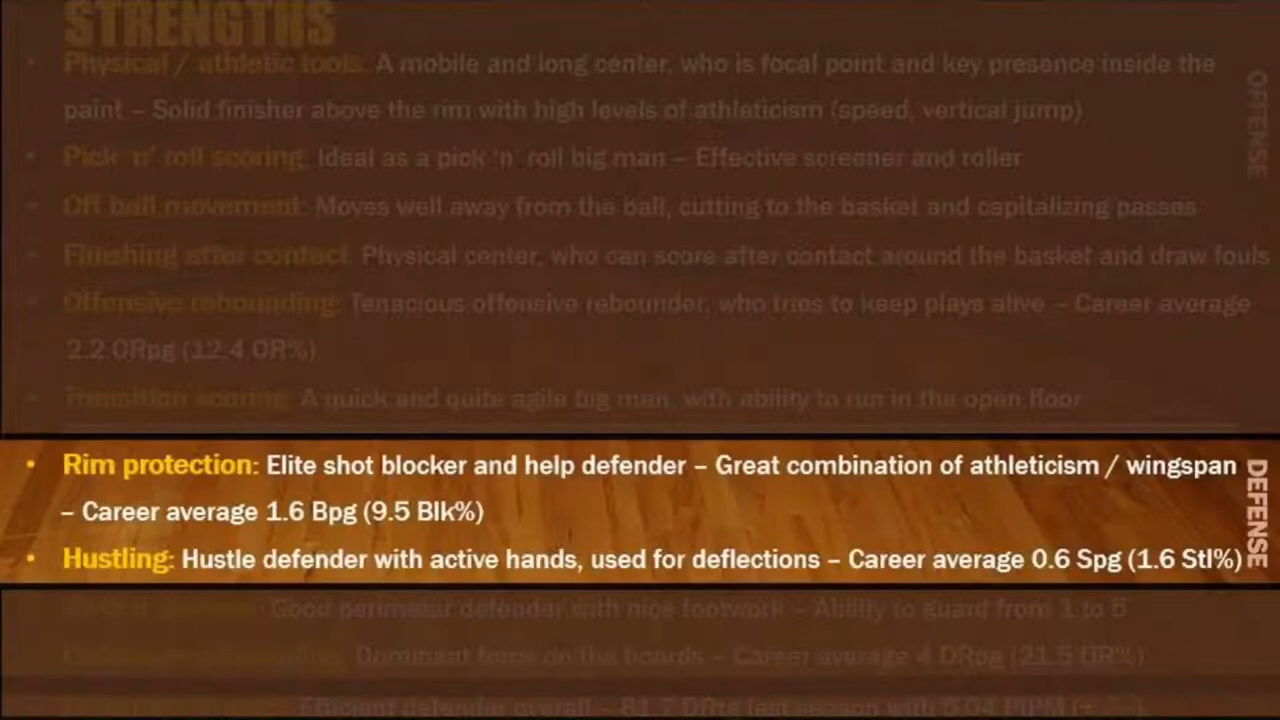 STRENGTHS
• Physical / athletic tools: A mobile and long center, who is focal point and key presence inside the
paint – Solid finisher above the rim with high levels of athleticism (speed, vertical jump)
• Pick ‘n’ roll scoring: Ideal as a pick ‘n’ roll big man – Effective screener and roller
• Off ball movement: Moves well away from the ball, cutting to the basket and capitalizing passes
• Finishing after contact: Physical center, who can score after contact around the basket and draw fouls
• Offensive rebounding: Tenacious offensive rebounder, who tries to keep plays alive – Career average
2.2 ORpg (12.4 OR%)
• Transition scoring: A quick and quite agile big man, with ability to run in the open floor
OFFENSE
• Rim protection: Elite shot blocker and help defender – Great combination of athleticism / wingspan
– Career average 1.6 Bpg (9.5 Blk%)
• Hustling: Hustle defender with active hands, used for deflections – Career average 0.6 Spg (1.6 Stl%)
Good perimeter defender with nice footwork – Ability to guard from 1 to 5
Dominant force on the boards – Career average 4 DRpg (21.5 DR%)
Efficient defender overall – 81.7 DRtg last season with 5.04 PIPM
DEFENSE